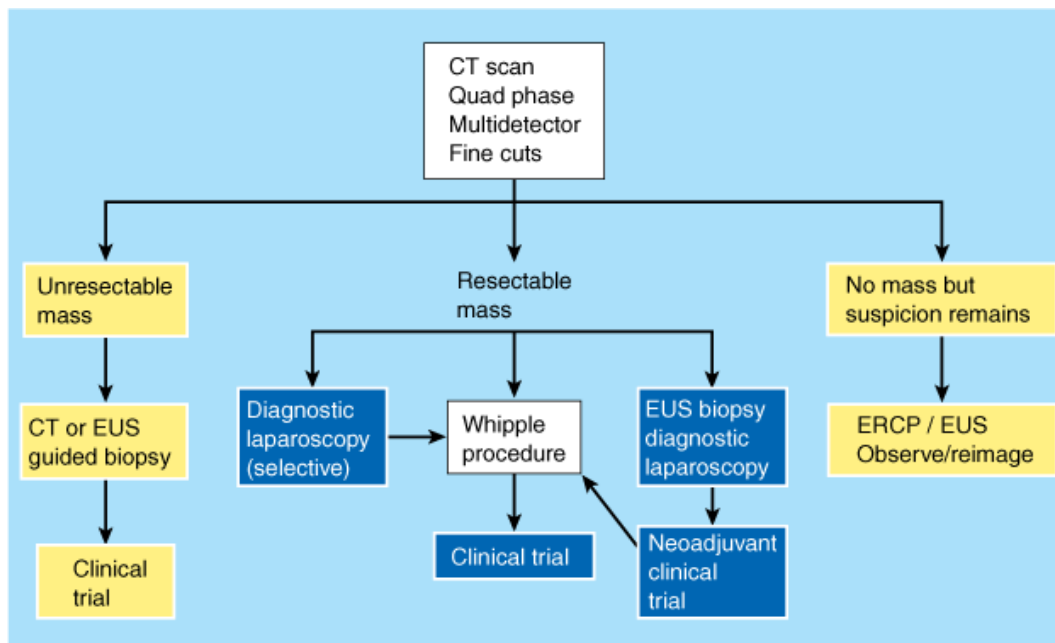 CT scan
Quad phase
Multidetector
Fine cuts
Unresectable
mass
Resectable
mass
No mass but
suspicion remains
CT or EUS
guided biopsy
Diagnostic
laparoscopy
(selective)
Whipple
procedure
EUS biopsy
diagnostic
laparoscopy
ERCP / EUS
Observe/reimage
Clinical
trial
Clinical trial
Neoadjuvant
clinical
trial